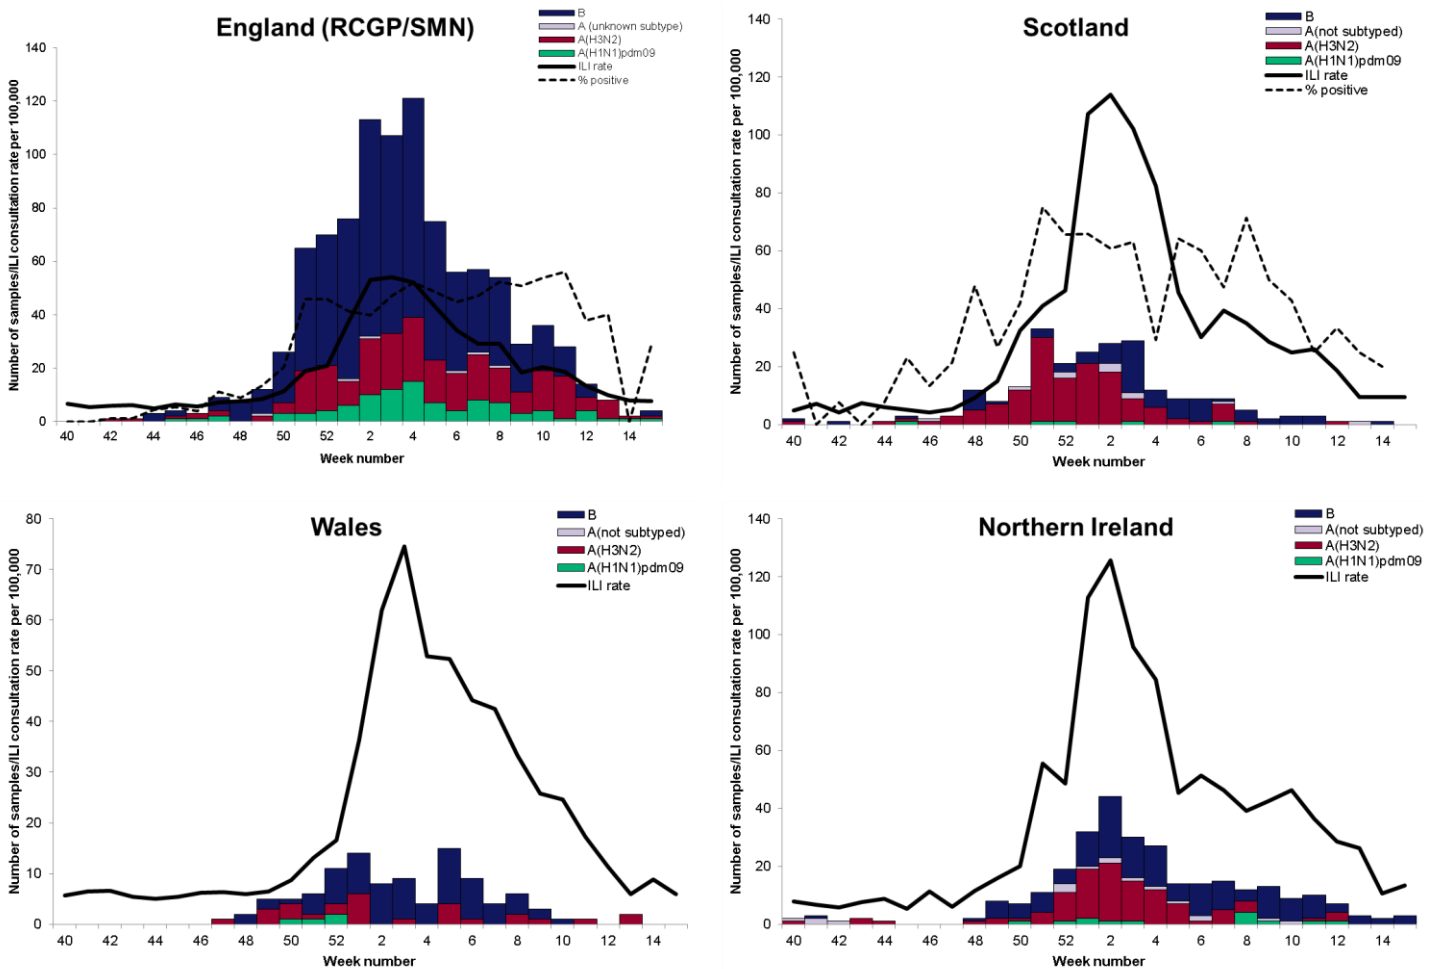 England (RCGP/SMN)
B
A (unknown subtype)
A(H3N2)
A(H1N1)pdm09
ILI rate
% positive
Number of samples/ILI consultation rate per 100,000
140
120
100
80
60
40
20
0
40 42 44 46 48 50 52 2 4 6 8 10 12 14
Week number
Scotland
B
A(not subtyped)
A(H3N2)
A(H1N1)pdm09
ILI rate
% positive
Number of samples/ILI consultation rate per 100,000
140
120
100
80
60
40
20
0
40 42 44 46 48 50 52 2 4 6 8 10 12 14
Week number
Wales
B
A(not subtyped)
A(H3N2)
A(H1N1)pdm09
ILI rate
Number of samples/ILI consultation rate per 100,000
80
70
60
50
40
30
20
10
0
40 42 44 46 48 50 52 2 4 6 8 10 12 14
Week number
Northern Ireland
B
A(not subtyped)
A(H3N2)
A(H1N1)pdm09
ILI rate
Number of samples/ILI consultation rate per 100,000
140
120
100
80
60
40
20
0
40 42 44 46 48 50 52 2 4 6 8 10 12 14
Week number